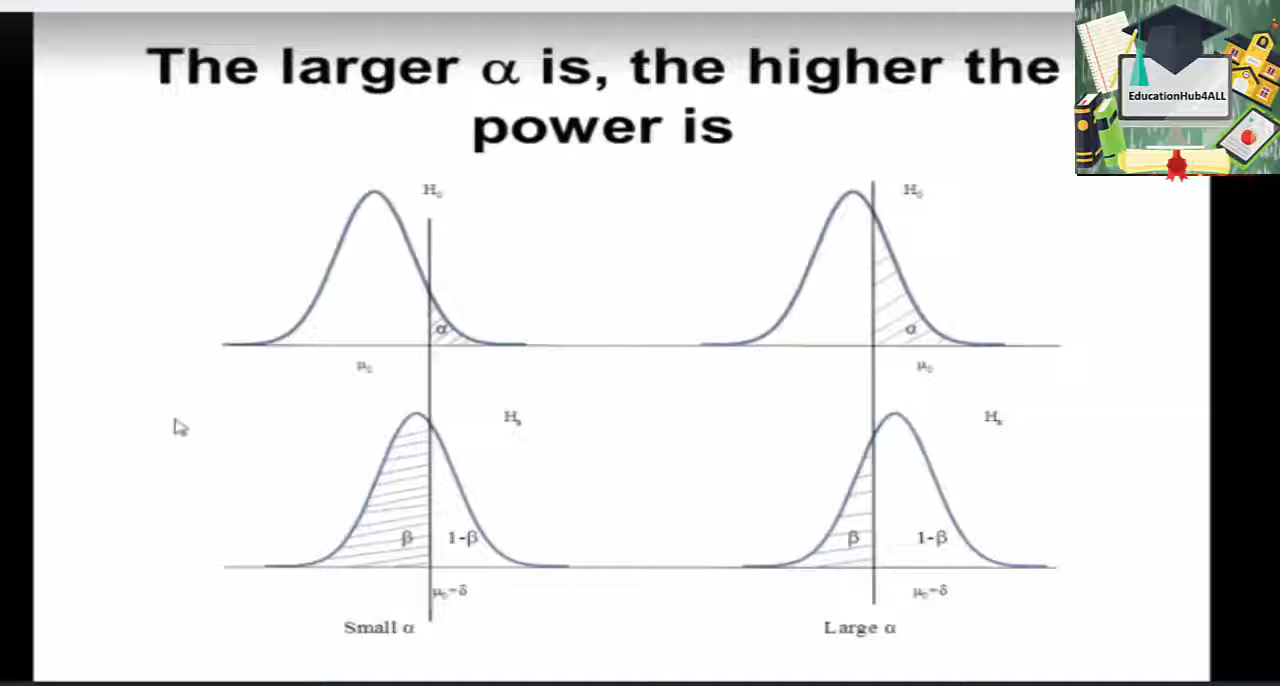 The larger α is, the higher the
power is
EducationHub4ALL
H₀
H₀
α
α
μ₀
μ₀
Hₐ
Hₐ
β
1-β
β
1-β
μ₀-δ
μ₀-δ
Small α
Large α